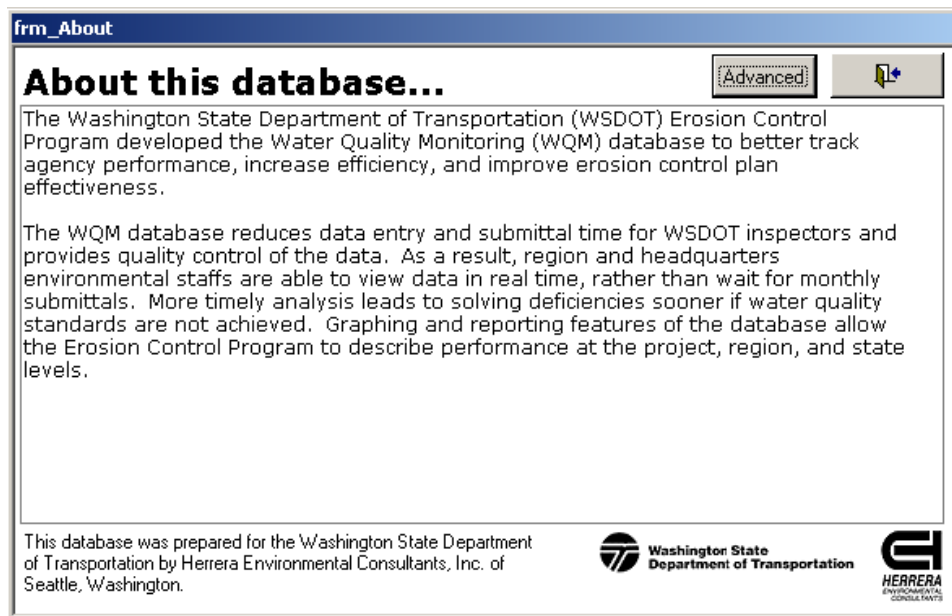 frm_About
About this database...
Advanced
The Washington State Department of Transportation (WSDOT) Erosion Control
Program developed the Water Quality Monitoring (WQM) database to better track
agency performance, increase efficiency, and improve erosion control plan
effectiveness.
The WQM database reduces data entry and submittal time for WSDOT inspectors and
provides quality control of the data.  As a result, region and headquarters
environmental staffs are able to view data in real time, rather than wait for monthly
submittals.  More timely analysis leads to solving deficiencies sooner if water quality
standards are not achieved.  Graphing and reporting features of the database allow
the Erosion Control Program to describe performance at the project, region, and state
levels.
This database was prepared for the Washington State Department
of Transportation by Herrera Environmental Consultants, Inc. of
Seattle, Washington.
Washington State
Department of Transportation
HERRERA
ENVIRONMENTAL
CONSULTANTS